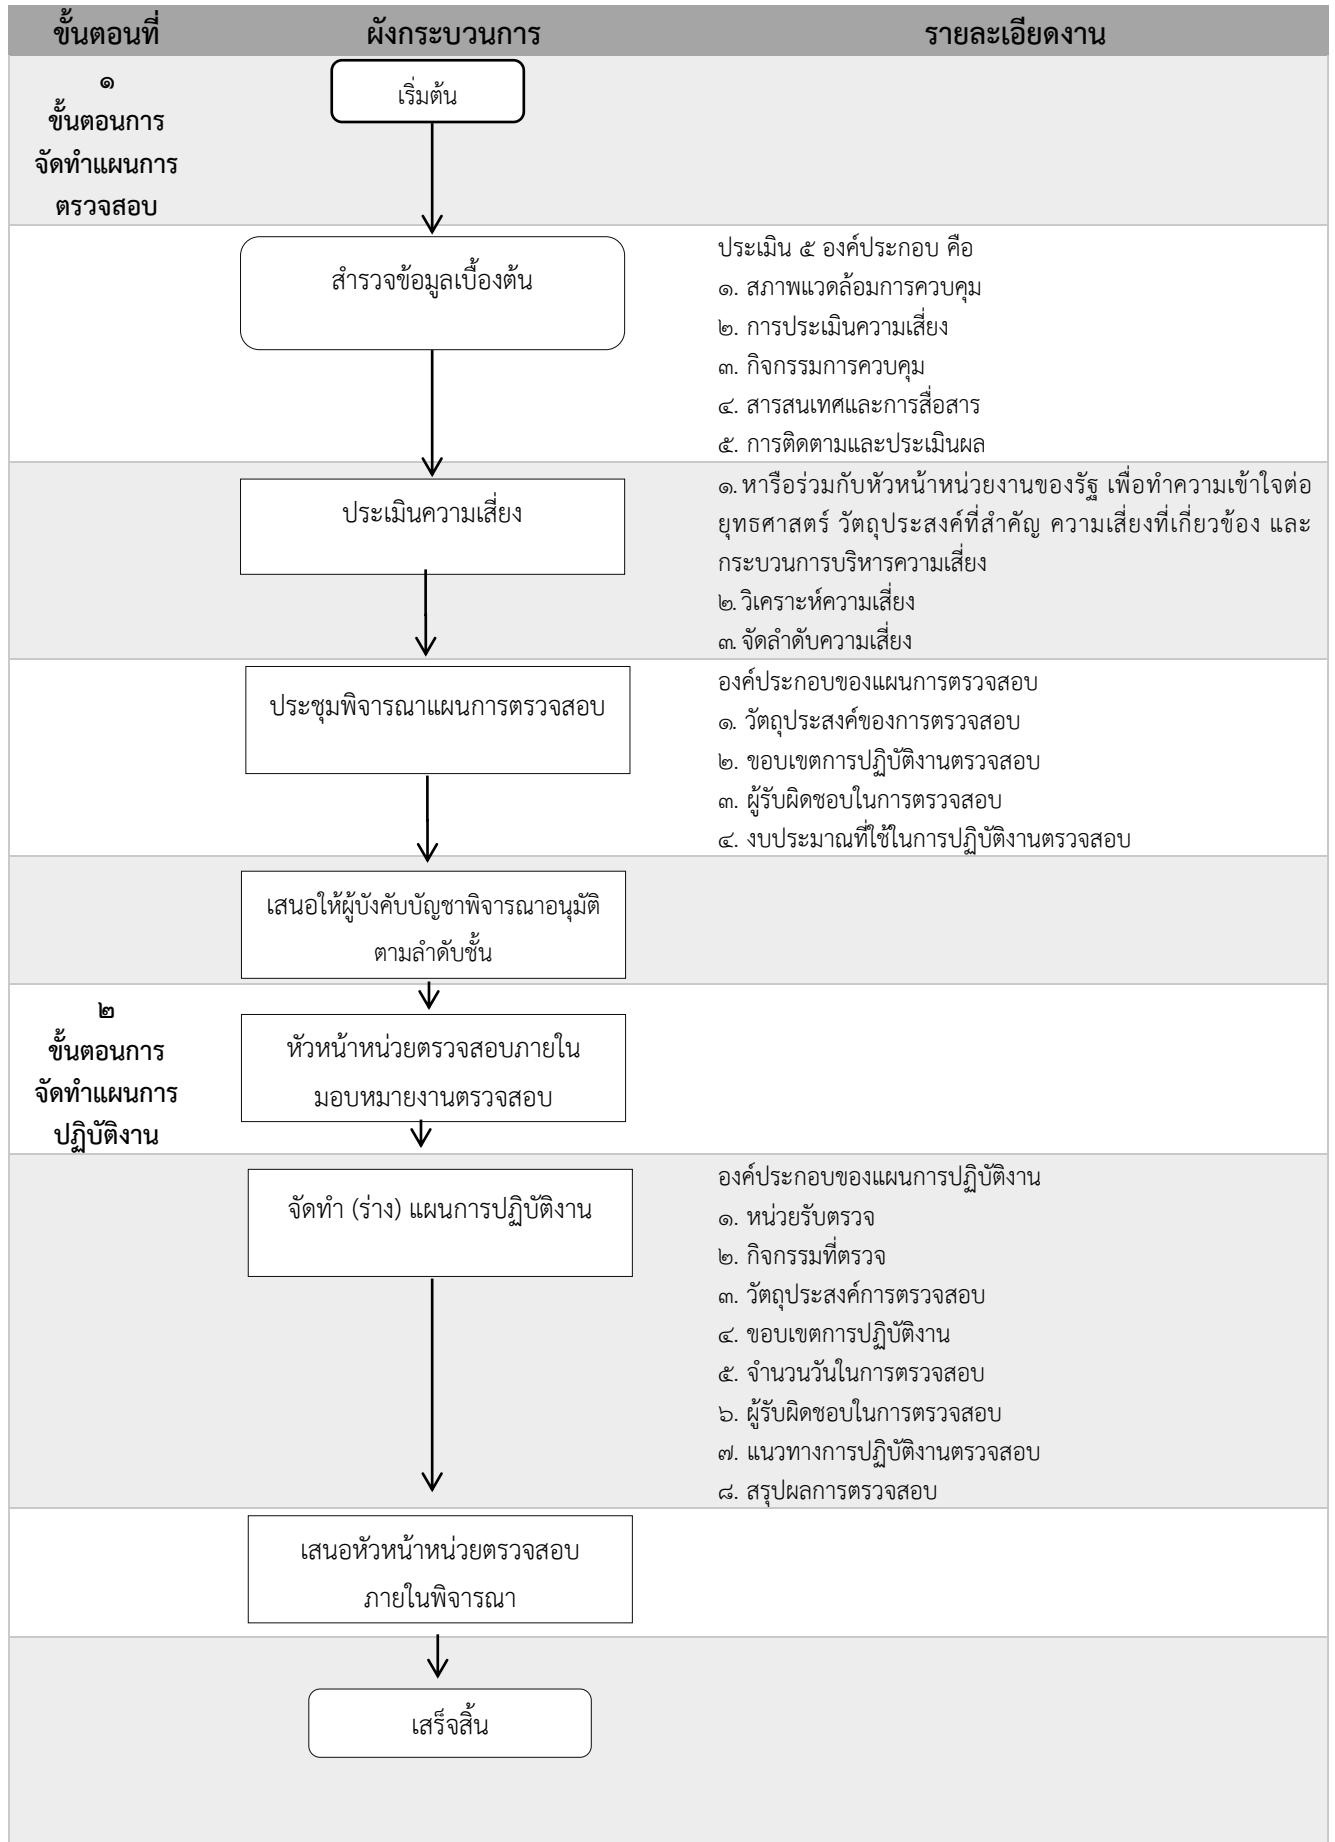 ขั้นตอนที่ ผังกระบวนการ รายละเอียดงาน
๑
ขั้นตอนการ
จัดทำแผนการ
ตรวจสอบ
เริ่มต้น
สำรวจข้อมูลเบื้องต้น
ประเมิน ๕ องค์ประกอบ คือ
๑. สภาพแวดล้อมการควบคุม
๒. การประเมินความเสี่ยง
๓. กิจกรรมการควบคุม
๔. สารสนเทศและการสื่อสาร
๕. การติดตามและประเมินผล
ประเมินความเสี่ยง
๑. หารือร่วมกับหัวหน้าหน่วยงานของรัฐ เพื่อทำความเข้าใจต่อ
ยุทธศาสตร์ วัตถุประสงค์ที่สำคัญ ความเสี่ยงที่เกี่ยวข้อง และ
กระบวนการบริหารความเสี่ยง
๒. วิเคราะห์ความเสี่ยง
๓. จัดลำดับความเสี่ยง
ประชุมพิจารณาแผนการตรวจสอบ
องค์ประกอบของแผนการตรวจสอบ
๑. วัตถุประสงค์ของการตรวจสอบ
๒. ขอบเขตการปฏิบัติงานตรวจสอบ
๓. ผู้รับผิดชอบในการตรวจสอบ
๔. งบประมาณที่ใช้ในการปฏิบัติงานตรวจสอบ
เสนอให้ผู้บังคับบัญชาพิจารณาอนุมัติ
ตามลำดับชั้น
๒
ขั้นตอนการ
จัดทำแผนการ
ปฏิบัติงาน
หัวหน้าหน่วยตรวจสอบภายใน
มอบหมายงานตรวจสอบ
จัดทำ (ร่าง) แผนการปฏิบัติงาน
องค์ประกอบของแผนการปฏิบัติงาน
๑. หน่วยรับตรวจ
๒. กิจกรรมที่ตรวจ
๓. วัตถุประสงค์การตรวจสอบ
๔. ขอบเขตการปฏิบัติงาน
๕. จำนวนวันในการตรวจสอบ
๖. ผู้รับผิดชอบในการตรวจสอบ
๗. แนวทางการปฏิบัติงานตรวจสอบ
๘. สรุปผลการตรวจสอบ
เสนอหัวหน้าหน่วยตรวจสอบ
ภายในพิจารณา
เสร็จสิ้น